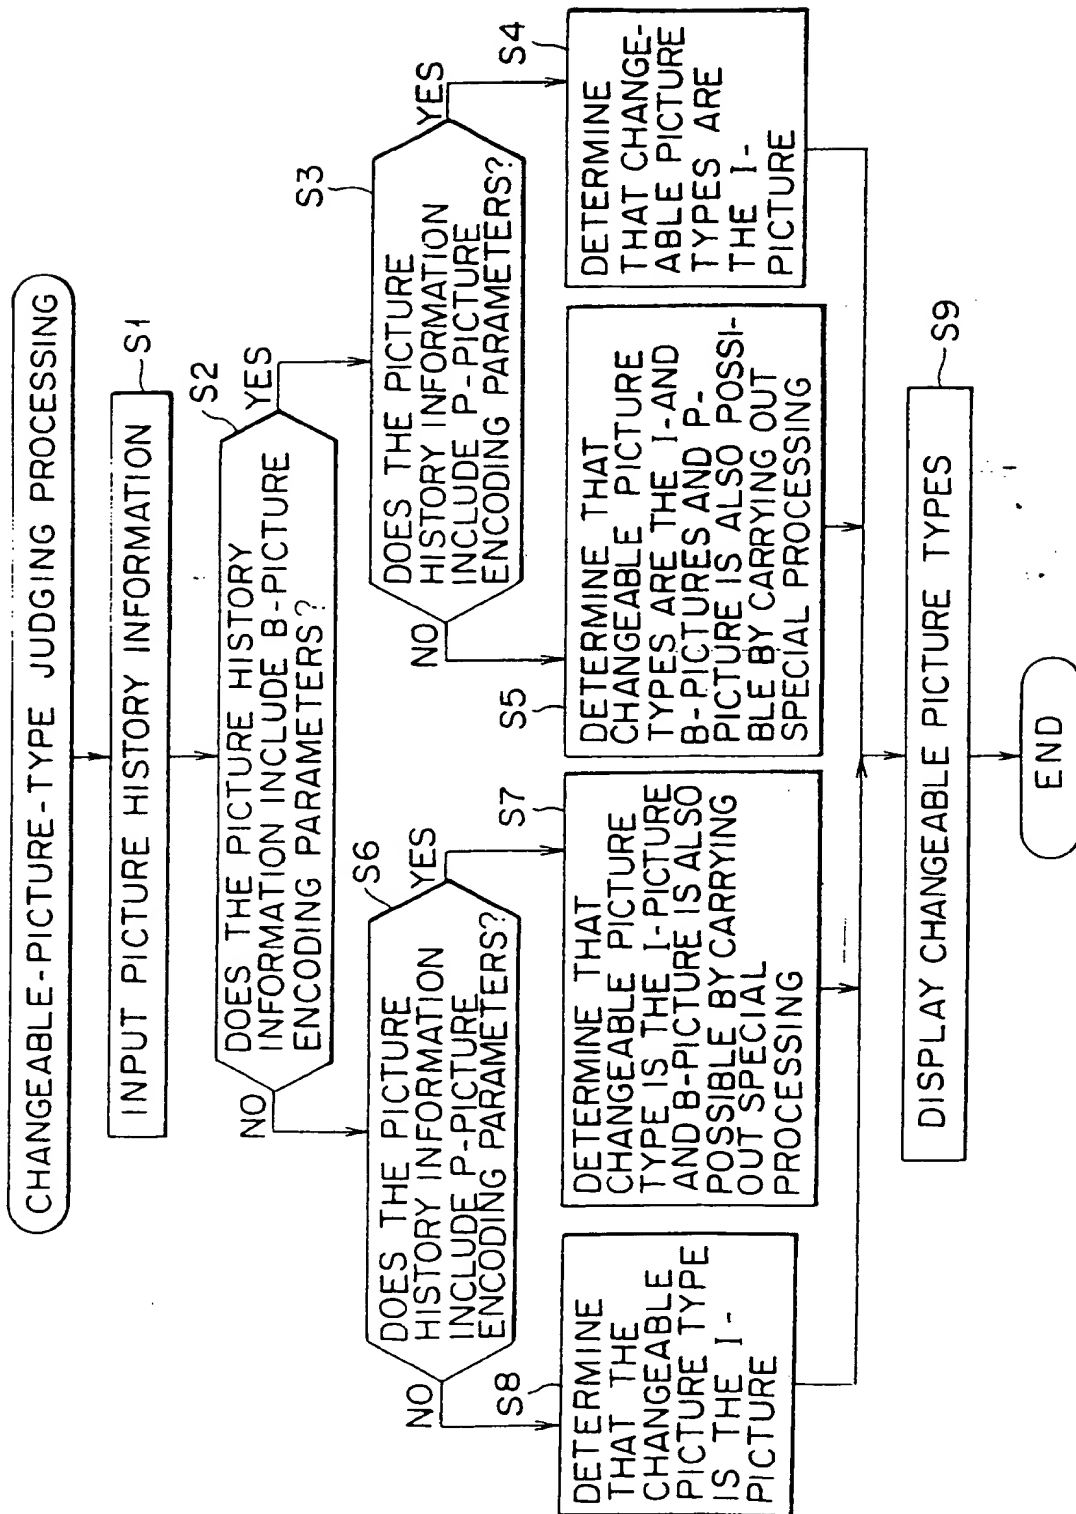 CHANGEABLE-PICTURE-TYPE JUDGING PROCESSING
S1
INPUT PICTURE HISTORY INFORMATION
S2
DOES THE PICTURE HISTORY
INFORMATION INCLUDE B-PICTURE
ENCODING PARAMETERS?
NO
YES
S6
DOES THE PICTURE
HISTORY INFORMATION
INCLUDE P-PICTURE
ENCODING PARAMETERS?
NO
YES
S3
DOES THE PICTURE
HISTORY INFORMATION
INCLUDE P-PICTURE
ENCODING PARAMETERS?
NO
YES
S8
DETERMINE
THAT THE
CHANGEABLE
PICTURE TYPE
IS THE I-
PICTURE
S7
DETERMINE THAT
CHANGEABLE PICTURE
TYPE IS THE I-PICTURE
AND B-PICTURE IS ALSO
POSSIBLE BY CARRYING
OUT SPECIAL
PROCESSING
S5
DETERMINE THAT
CHANGEABLE PICTURE
TYPES ARE THE I-AND
B-PICTURES AND P-
PICTURE IS ALSO POSSI-
BLE BY CARRYING OUT
SPECIAL PROCESSING
S4
DETERMINE
THAT CHANGE-
ABLE PICTURE
TYPES ARE
THE I-
PICTURE
S9
DISPLAY CHANGEABLE PICTURE TYPES
END